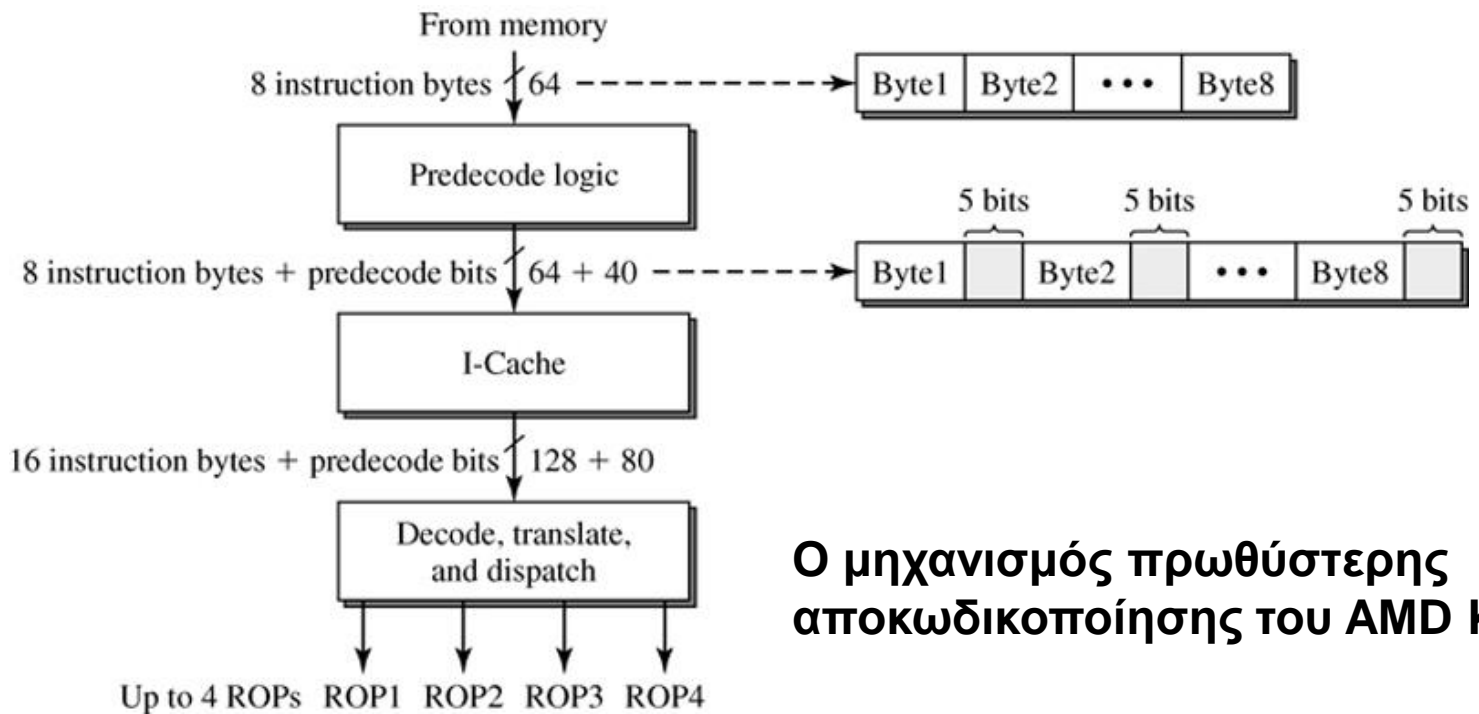 From memory
8 instruction bytes 64
Byte1 Byte2 • • • Byte8
Predecode logic
5 bits 5 bits 5 bits
8 instruction bytes + predecode bits 64 + 40
Byte1 Byte2 • • • Byte8
I-Cache
16 instruction bytes + predecode bits 128 + 80
Decode, translate,
and dispatch
Ο μηχανισμός πρωθύστερης
αποκωδικοποίησης του AMD
Up to 4 ROPs ROP1 ROP2 ROP3 ROP4